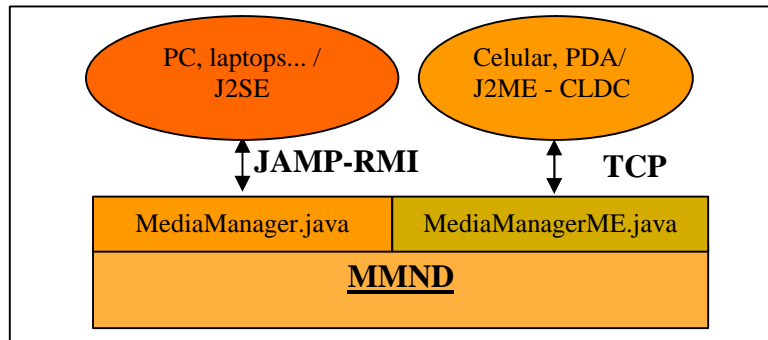 PC, laptops... /
J2SE
Celular, PDA/
J2ME - CLDC
JAMP-RMI
TCP
MediaManager.java
MediaManagerME.java
MMND